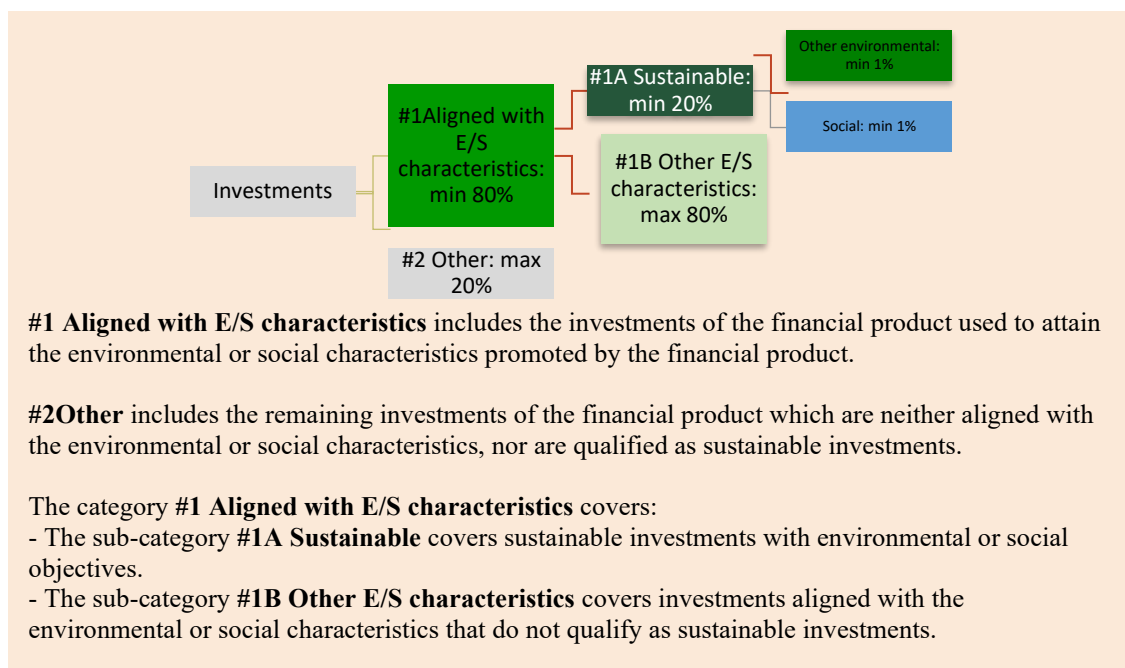 Other environmental:
min 1%
#1A Sustainable:
min 20%
#1Aligned with
E/S
characteristics:
min 80%
Social: min 1%
#1B Other E/S
characteristics:
max 80%
Investments
#2 Other: max
20%
#1 Aligned with E/S characteristics includes the investments of the financial product used to attain
the environmental or social characteristics promoted by the financial product.
#2Other includes the remaining investments of the financial product which are neither aligned with
the environmental or social characteristics, nor are qualified as sustainable investments.
The category #1 Aligned with E/S characteristics covers:
- The sub-category #1A Sustainable covers sustainable investments with environmental or social
objectives.
- The sub-category #1B Other E/S characteristics covers investments aligned with the
environmental or social characteristics that do not qualify as sustainable investments.